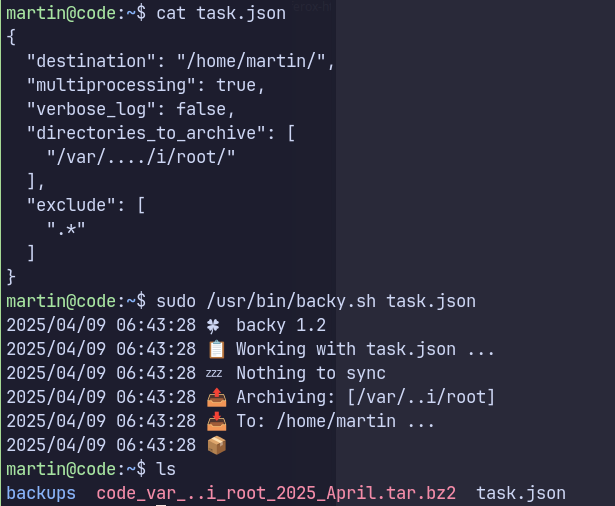 martin@code:~$ cat task.json
{
  "destination": "/home/martin/",
  "multiprocessing": true,
  "verbose_log": false,
  "directories_to_archive": [
    "/var/..../i/root/"
  ],
  "exclude": [
    ".*"
  ]
}
martin@code:~$ sudo /usr/bin/backy.sh task.json
2025/04/09 06:43:28 🍀 backy 1.2
2025/04/09 06:43:28 📋 Working with task.json ...
2025/04/09 06:43:28 💤 Nothing to sync
2025/04/09 06:43:28 📤 Archiving: [/var/..i/root]
2025/04/09 06:43:28 📥 To: /home/martin ...
2025/04/09 06:43:28 📦
martin@code:~$ ls
backups  code_var_..i_root_2025_April.tar.bz2  task.json